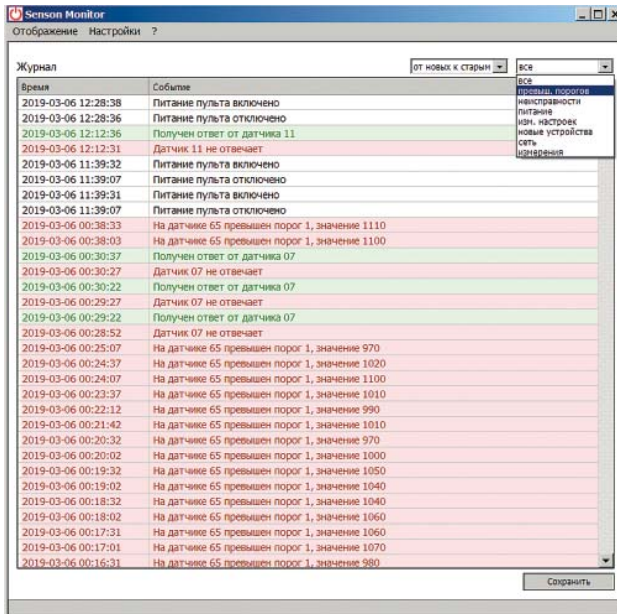 Senson Monitor
Отображение Настройки ?
Журнал от новых к старым все
все
превыш. порогов
неисправности
питание
изм. настроек
новые устройства
сеть
измерения
Время Событие
2019-03-06 12:28:38 Питание пульта включено
2019-03-06 12:28:36 Питание пульта отключено
2019-03-06 12:12:36 Получен ответ от датчика 11
2019-03-06 12:12:31 Датчик 11 не отвечает
2019-03-06 11:39:32 Питание пульта включено
2019-03-06 11:39:07 Питание пульта отключено
2019-03-06 11:39:31 Питание пульта включено
2019-03-06 11:39:07 Питание пульта отключено
2019-03-06 00:38:33 На датчике 65 превышен порог 1, значение 1110
2019-03-06 00:38:03 На датчике 65 превышен порог 1, значение 1100
2019-03-06 00:30:37 Получен ответ от датчика 07
2019-03-06 00:30:27 Датчик 07 не отвечает
2019-03-06 00:30:22 Получен ответ от датчика 07
2019-03-06 00:29:27 Датчик 07 не отвечает
2019-03-06 00:29:22 Получен ответ от датчика 07
2019-03-06 00:28:52 Датчик 07 не отвечает
2019-03-06 00:25:07 На датчике 65 превышен порог 1, значение 970
2019-03-06 00:24:37 На датчике 65 превышен порог 1, значение 1020
2019-03-06 00:24:07 На датчике 65 превышен порог 1, значение 1100
2019-03-06 00:23:37 На датчике 65 превышен порог 1, значение 1010
2019-03-06 00:22:12 На датчике 65 превышен порог 1, значение 990
2019-03-06 00:21:42 На датчике 65 превышен порог 1, значение 1010
2019-03-06 00:20:32 На датчике 65 превышен порог 1, значение 970
2019-03-06 00:20:02 На датчике 65 превышен порог 1, значение 1000
2019-03-06 00:19:32 На датчике 65 превышен порог 1, значение 1050
2019-03-06 00:19:02 На датчике 65 превышен порог 1, значение 1040
2019-03-06 00:18:32 На датчике 65 превышен порог 1, значение 1040
2019-03-06 00:18:02 На датчике 65 превышен порог 1, значение 1060
2019-03-06 00:17:31 На датчике 65 превышен порог 1, значение 1060
2019-03-06 00:17:01 На датчике 65 превышен порог 1, значение 1070
2019-03-06 00:16:31 На датчике 65 превышен порог 1, значение 980
Сохранить